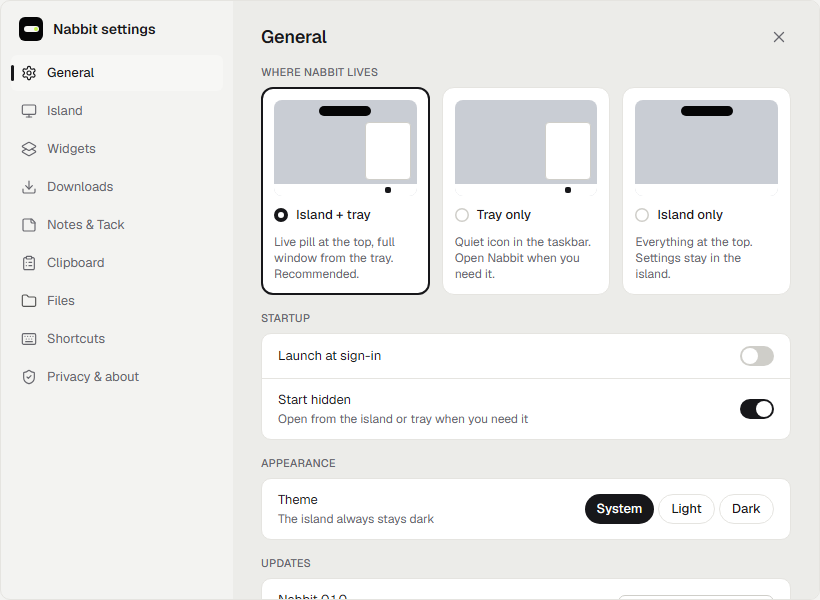 Nabbit settings
General
Island
Widgets
Downloads
Notes & Tack
Clipboard
Files
Shortcuts
Privacy & about
General
WHERE NABBIT LIVES
Island + tray
Live pill at the top, full
window from the tray.
Recommended.
Tray only
Quiet icon in the taskbar.
Open Nabbit when you
need it.
Island only
Everything at the top.
Settings stay in the
island.
STARTUP
Launch at sign-in
Start hidden
Open from the island or tray when you need it
APPEARANCE
Theme
The island always stays dark
System
Light
Dark
UPDATES
Nabbit 0.1.0